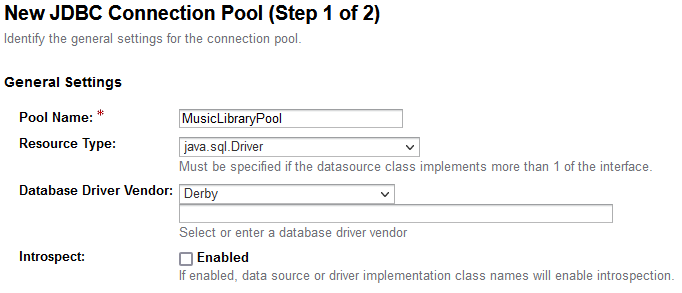 New JDBC Connection Pool (Step 1 of 2)
Identify the general settings for the connection pool.
General Settings
Pool Name: * MusicLibraryPool
Resource Type: java.sql.Driver
Must be specified if the datasource class implements more than 1 of the interface.
Database Driver Vendor: Derby
Select or enter a database driver vendor
Introspect: Enabled
If enabled, data source or driver implementation class names will enable introspection.